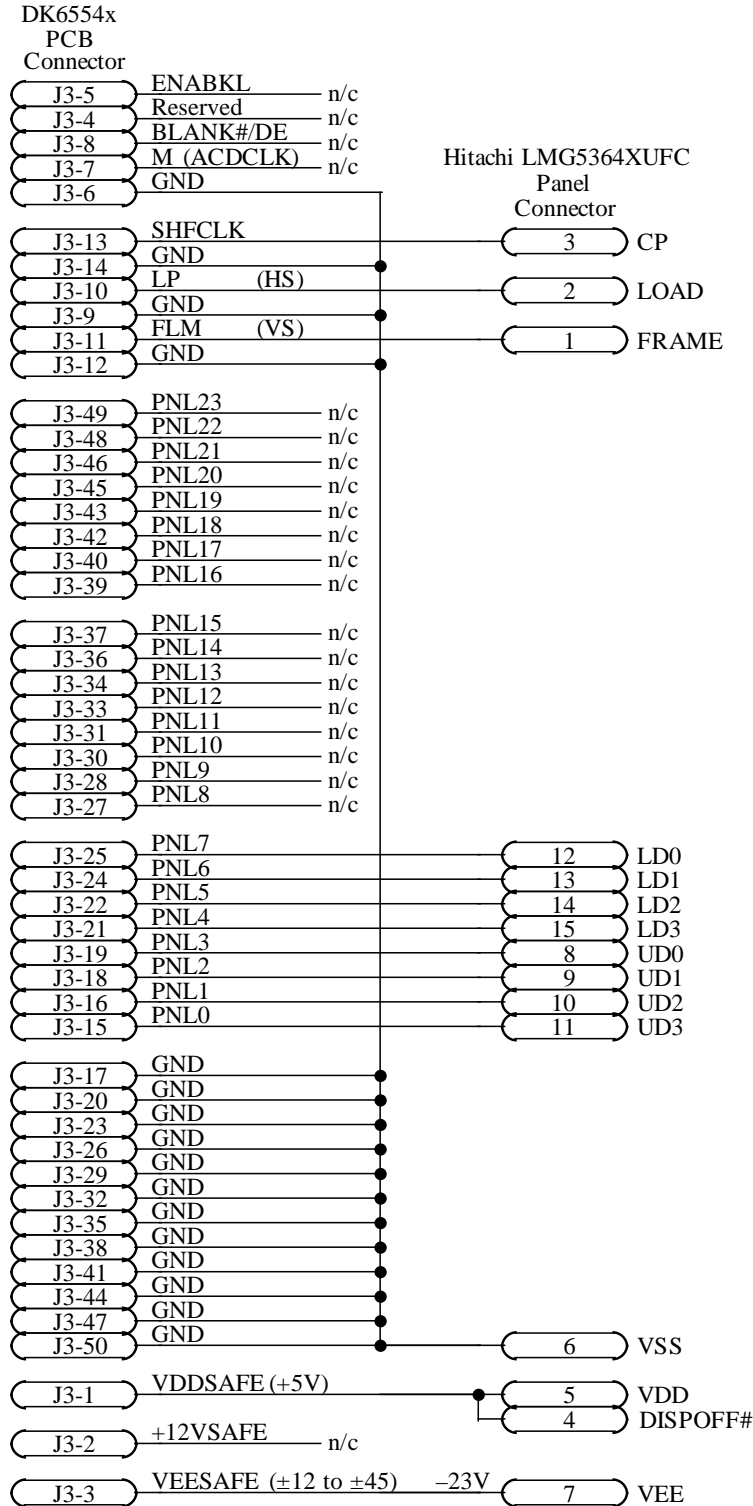 DK6554x
PCB
Connector
J3-5 ENABKL n/c
J3-4 Reserved n/c
J3-8 BLANK#/DE n/c
J3-7 M (ACDCLK) n/c
J3-6 GND
Hitachi LMG5364XUFC
Panel
Connector
J3-13 SHFCLK 3 CP
J3-14 GND
J3-10 LP (HS) 2 LOAD
J3-9 GND
J3-11 FLM (VS) 1 FRAME
J3-12 GND
J3-49 PNL23 n/c
J3-48 PNL22 n/c
J3-46 PNL21 n/c
J3-45 PNL20 n/c
J3-43 PNL19 n/c
J3-42 PNL18 n/c
J3-40 PNL17 n/c
J3-39 PNL16 n/c
J3-37 PNL15 n/c
J3-36 PNL14 n/c
J3-34 PNL13 n/c
J3-33 PNL12 n/c
J3-31 PNL11 n/c
J3-30 PNL10 n/c
J3-28 PNL9 n/c
J3-27 PNL8 n/c
J3-25 PNL7 12 LD0
J3-24 PNL6 13 LD1
J3-22 PNL5 14 LD2
J3-21 PNL4 15 LD3
J3-19 PNL3 8 UD0
J3-18 PNL2 9 UD1
J3-16 PNL1 10 UD2
J3-15 PNL0 11 UD3
J3-17 GND
J3-20 GND
J3-23 GND
J3-26 GND
J3-29 GND
J3-32 GND
J3-35 GND
J3-38 GND
J3-41 GND
J3-44 GND
J3-47 GND
J3-50 GND 6 VSS
J3-1 VDDSAFE (+5V) 5 VDD
4 DISPOFF#
J3-2 +12VSAFE n/c
J3-3 VEESAFE (±12 to ±45) –23V 7 VEE